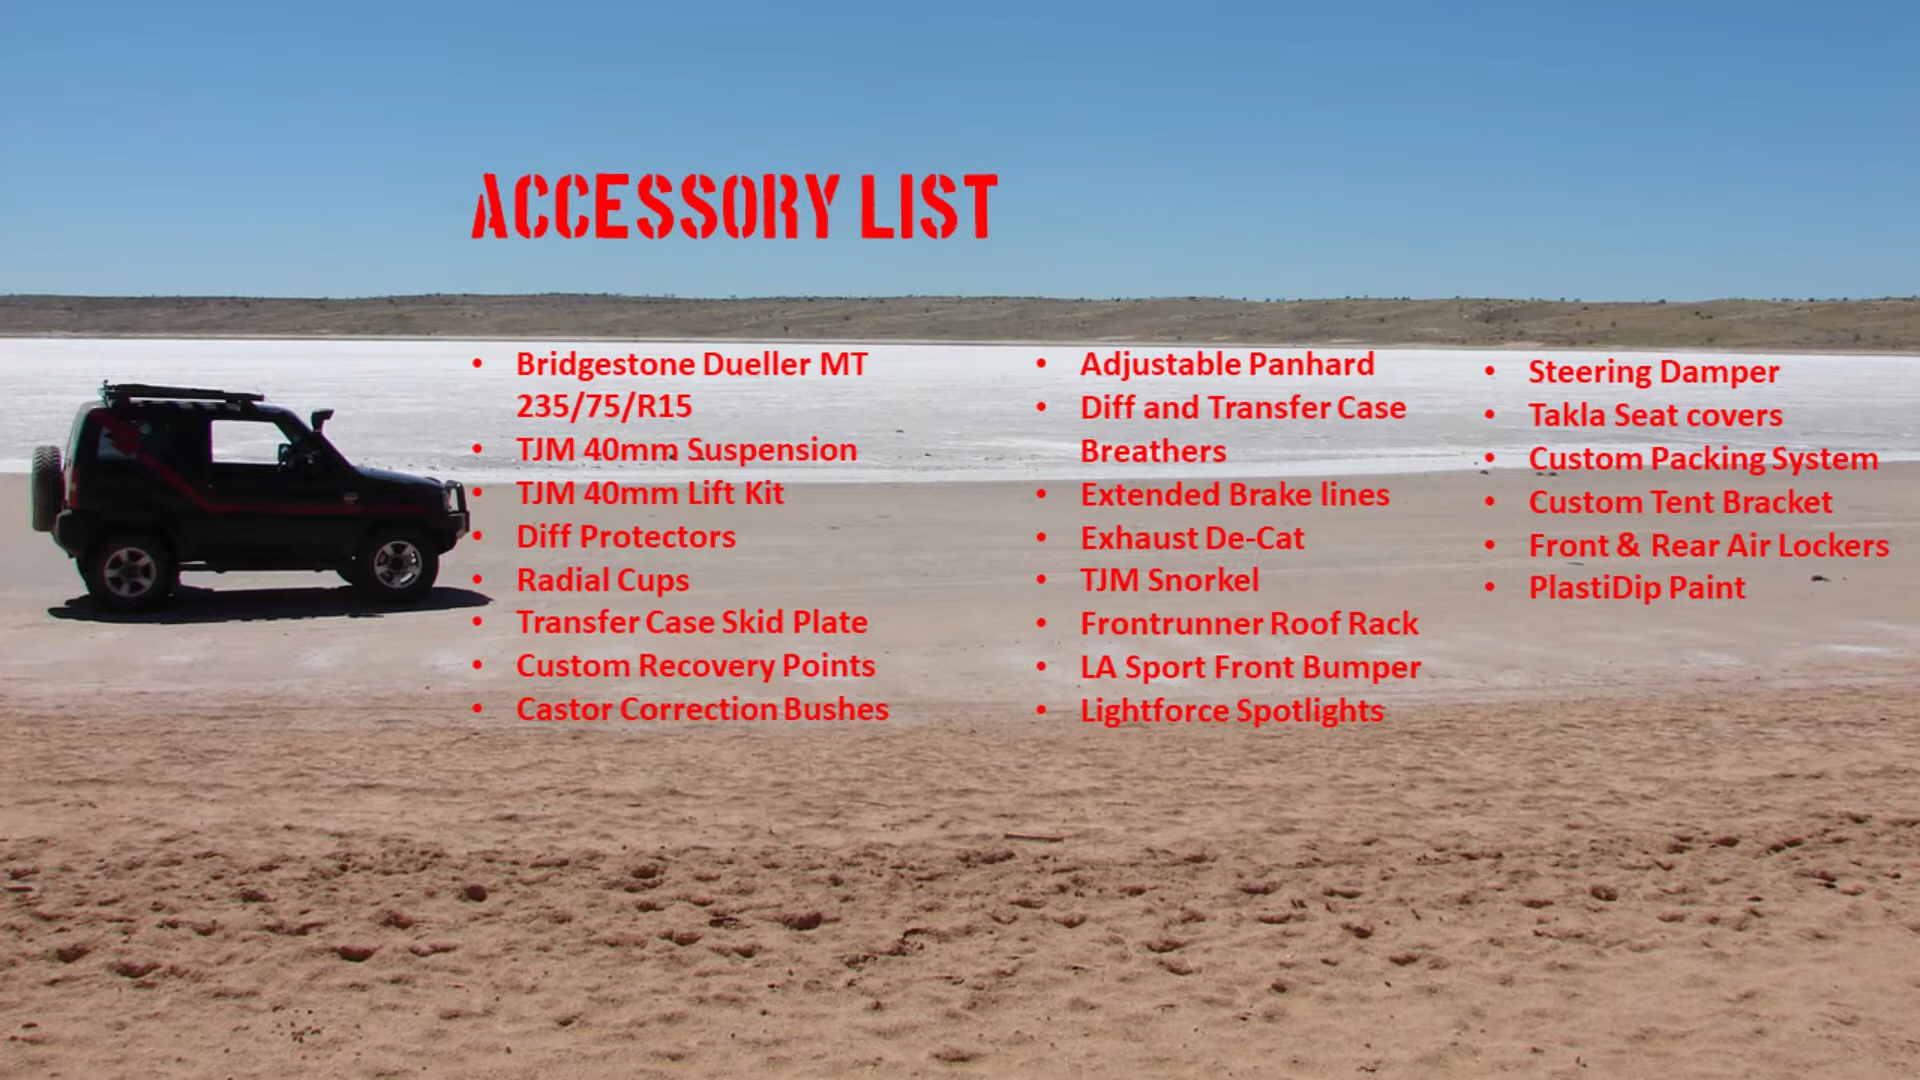 ACCESSORY LIST
• Bridgestone Dueller MT
235/75/R15
• TJM 40mm Suspension
• TJM 40mm Lift Kit
• Diff Protectors
• Radial Cups
• Transfer Case Skid Plate
• Custom Recovery Points
• Castor Correction Bushes
• Adjustable Panhard
• Diff and Transfer Case
Breathers
• Extended Brake lines
• Exhaust De-Cat
• TJM Snorkel
• Frontrunner Roof Rack
• LA Sport Front Bumper
• Lightforce Spotlights
• Steering Damper
• Takla Seat covers
• Custom Packing System
• Custom Tent Bracket
• Front & Rear Air Lockers
• PlastiDip Paint